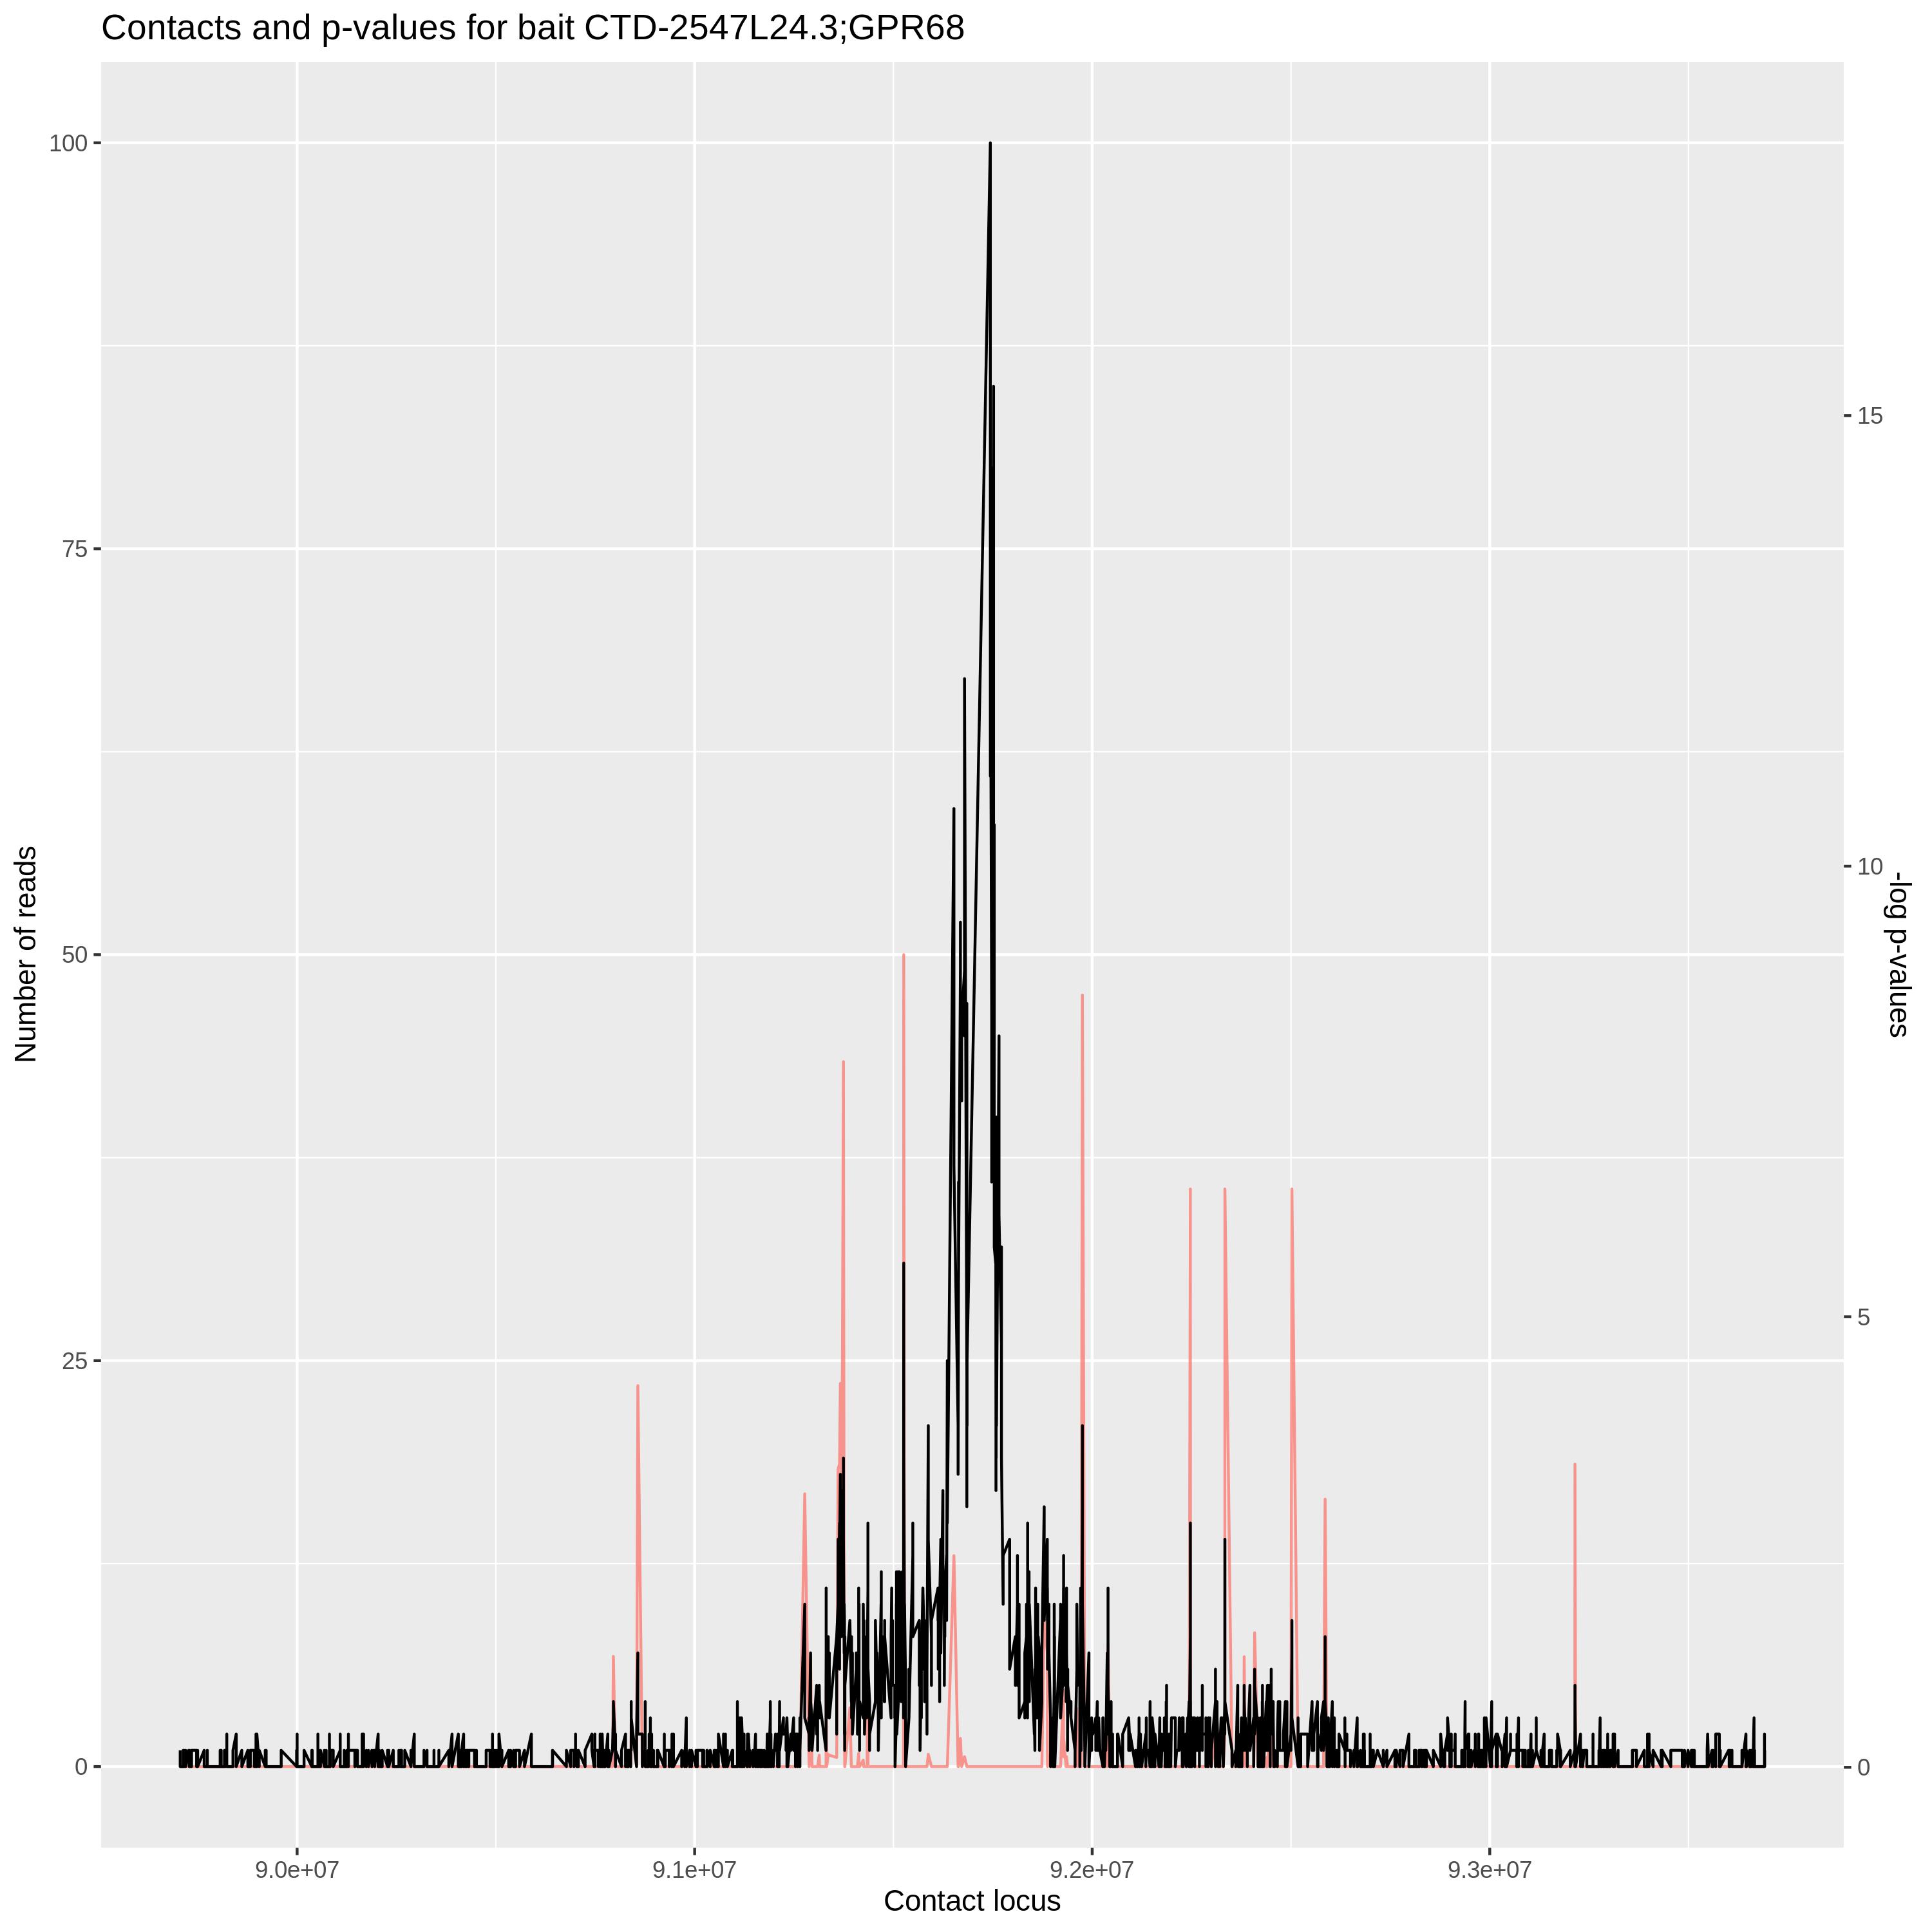 Contacts and p-values for bait CTD-2547L24.3;GPR68
100
75
50
25
0
Number of reads
15
10
5
0
-log p-values
9.0e+07
9.1e+07
9.2e+07
9.3e+07
Contact locus